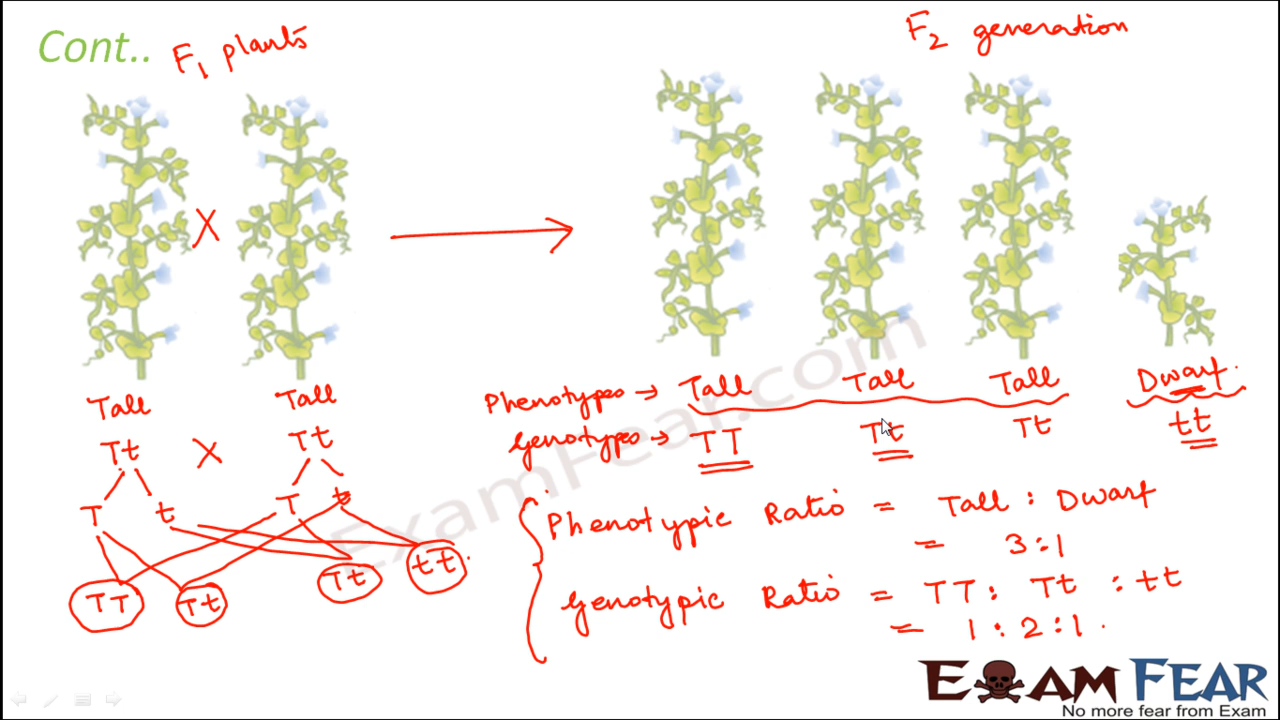 Cont..
F1 plants
F2 generation
X
Tall Tall
Tt X Tt
T t T t
TT Tt Tt tt
Phenotypes → Tall Tall Tall Dwarf.
Genotypes → TT Tt Tt tt
Phenotypic Ratio = Tall : Dwarf
= 3:1
Genotypic Ratio = TT : Tt : tt
= 1 : 2 : 1.
ExamFear.com
EXAM FEAR
No more fear from Exam